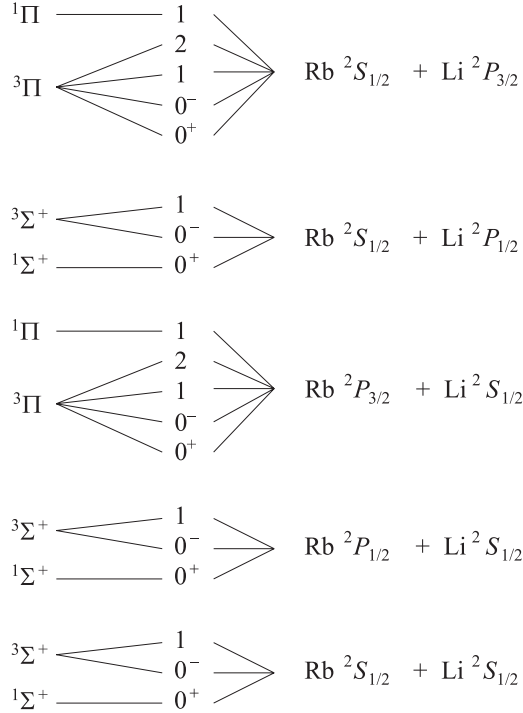 ¹Π 1
2
³Π 1 Rb ²S₁/₂ + Li ²P₃/₂
0⁻
0⁺
³Σ⁺ 1
0⁻ Rb ²S₁/₂ + Li ²P₁/₂
¹Σ⁺ 0⁺
¹Π 1
2
³Π 1 Rb ²P₃/₂ + Li ²S₁/₂
0⁻
0⁺
³Σ⁺ 1
0⁻ Rb ²P₁/₂ + Li ²S₁/₂
¹Σ⁺ 0⁺
³Σ⁺ 1
0⁻ Rb ²S₁/₂ + Li ²S₁/₂
¹Σ⁺ 0⁺